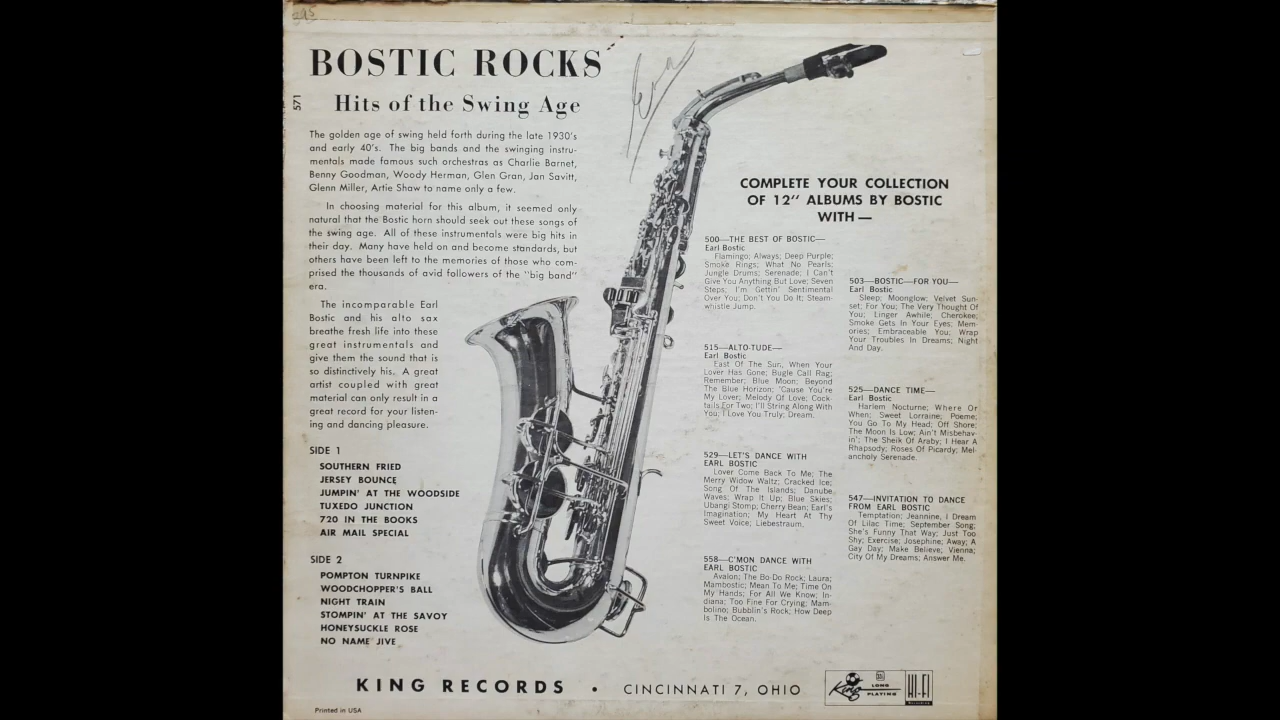 295
BOSTIC ROCKS
571
Hits of the Swing Age
The golden age of swing held forth during the late 1930's
and early 40's. The big bands and the swinging instru-
mentals made famous such orchestras as Charlie Barnet,
Benny Goodman, Woody Herman, Glen Gran, Jan Savitt,
Glenn Miller, Artie Shaw to name only a few.
In choosing material for this album, it seemed only
natural that the Bostic horn should seek out these songs of
the swing age. All of these instrumentals were big hits in
their day. Many have held on and become standards, but
others have been left to the memories of those who com-
prised the thousands of avid followers of the "big band"
era.
The incomparable Earl
Bostic and his alto sax
breathe fresh life into these
great instrumentals and
give them the sound that is
so distinctively his. A great
artist coupled with great
material can only result in a
great record for your listen-
ing and dancing pleasure.
SIDE 1
SOUTHERN FRIED
JERSEY BOUNCE
JUMPIN' AT THE WOODSIDE
TUXEDO JUNCTION
720 IN THE BOOKS
AIR MAIL SPECIAL
SIDE 2
POMPTON TURNPIKE
WOODCHOPPER'S BALL
NIGHT TRAIN
STOMPIN' AT THE SAVOY
HONEYSUCKLE ROSE
NO NAME JIVE
COMPLETE YOUR COLLECTION
OF 12" ALBUMS BY BOSTIC
WITH —
500—THE BEST OF BOSTIC—
Earl Bostic
Flamingo; Always; Deep Purple;
Smoke Rings; What No Pearls;
Jungle Drums; Serenade; I Can't
Give You Anything But Love; Seven
Steps; I'm Gettin' Sentimental
Over You; Don't You Do It; Steam-
whistle Jump.
515—ALTO-TUDE—
Earl Bostic
East Of The Sun, When Your
Lover Has Gone; Bugle Call Rag;
Remember; Blue Moon; Beyond
The Blue Horizon; 'Cause You're
My Lover; Melody Of Love; Cock-
tails For Two; I'll String Along With
You; I Love You Truly; Dream.
529—LET'S DANCE WITH
EARL BOSTIC
Lover Come Back To Me; The
Merry Widow Waltz; Cracked Ice;
Song Of The Islands; Danube
Waves; Wrap It Up; Blue Skies;
Ubangi Stomp; Cherry Bean; Earl's
Imagination; My Heart At Thy
Sweet Voice; Liebestraum.
558—C'MON DANCE WITH
EARL BOSTIC
Avalon; The Bo-Do Rock; Laura;
Mambostic; Mean To Me; Time On
My Hands; For All We Know; In-
diana; Too Fine For Crying; Mam-
bolino; Bubblin's Rock; How Deep
Is The Ocean.
503—BOSTIC—FOR YOU—
Earl Bostic
Sleep; Moonglow; Velvet Sun-
set; For You; The Very Thought Of
You; Linger Awhile; Cherokee;
Smoke Gets In Your Eyes; Mem-
ories; Embraceable You; Wrap
Your Troubles In Dreams; Night
And Day.
525—DANCE TIME—
Earl Bostic
Harlem Nocturne; Where Or
When; Sweet Lorraine; Poeme;
You Go To My Head; Off Shore;
The Moon Is Low; Ain't Misbehav-
in'; The Sheik Of Araby; I Hear A
Rhapsody; Roses Of Picardy; Mel-
ancholy Serenade.
547—INVITATION TO DANCE
FROM EARL BOSTIC
Temptation; Jeannine, I Dream
Of Lilac Time; September Song;
She's Funny That Way; Just Too
Shy; Exercise; Josephine; Away; A
Gay Day; Make Believe; Vienna;
City Of My Dreams; Answer Me.
KING RECORDS • CINCINNATI 7, OHIO
King
LONG
PLAYING
HI-FI
Printed in USA